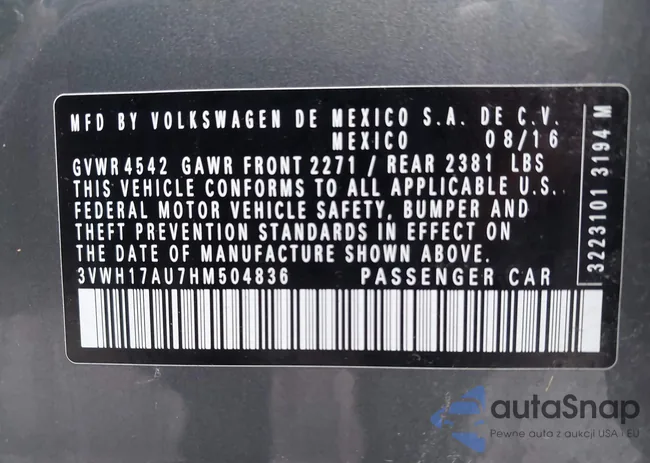 MFD BY VOLKSWAGEN DE MEXICO S.A. DE C.V.
MEXICO 08/16
GVWR 4542 GAWR FRONT 2271 / REAR 2381 LBS
THIS VEHICLE CONFORMS TO ALL APPLICABLE U.S.
FEDERAL MOTOR VEHICLE SAFETY, BUMPER AND
THEFT PREVENTION STANDARDS IN EFFECT ON
THE DATE OF MANUFACTURE SHOWN ABOVE.
3VWH17AU7HM504836 PASSENGER CAR
3223101 3194 M
autaSnap
Pewne auto z aukcji USA i EU